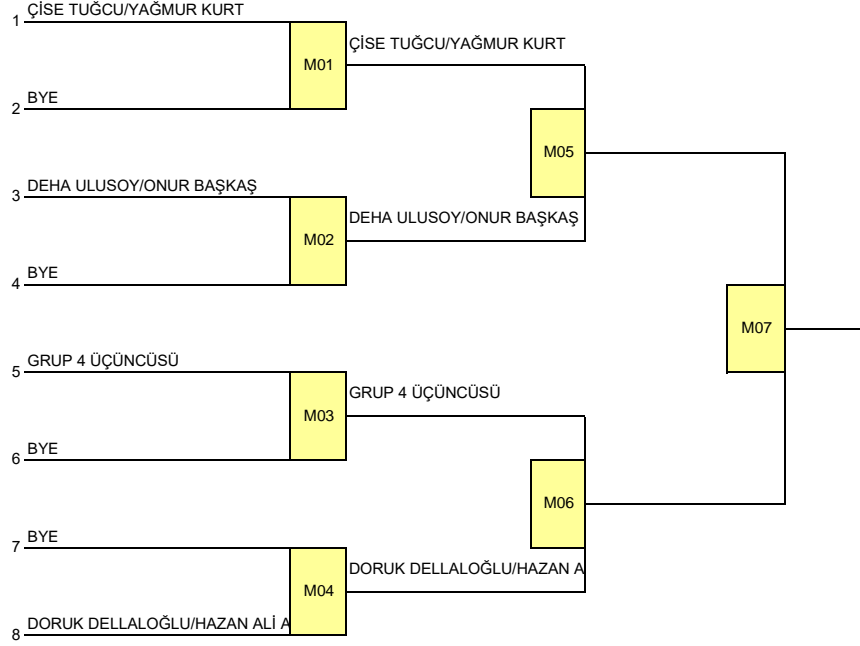 1 ÇİSE TUĞCU/YAĞMUR KURT
M01
ÇİSE TUĞCU/YAĞMUR KURT
2 BYE
M05
3 DEHA ULUSOY/ONUR BAŞKAŞ
M02
DEHA ULUSOY/ONUR BAŞKAŞ
4 BYE
M07
5 GRUP 4 ÜÇÜNCÜSÜ
M03
GRUP 4 ÜÇÜNCÜSÜ
6 BYE
M06
7 BYE
M04
DORUK DELLALOĞLU/HAZAN A
8 DORUK DELLALOĞLU/HAZAN ALİ A